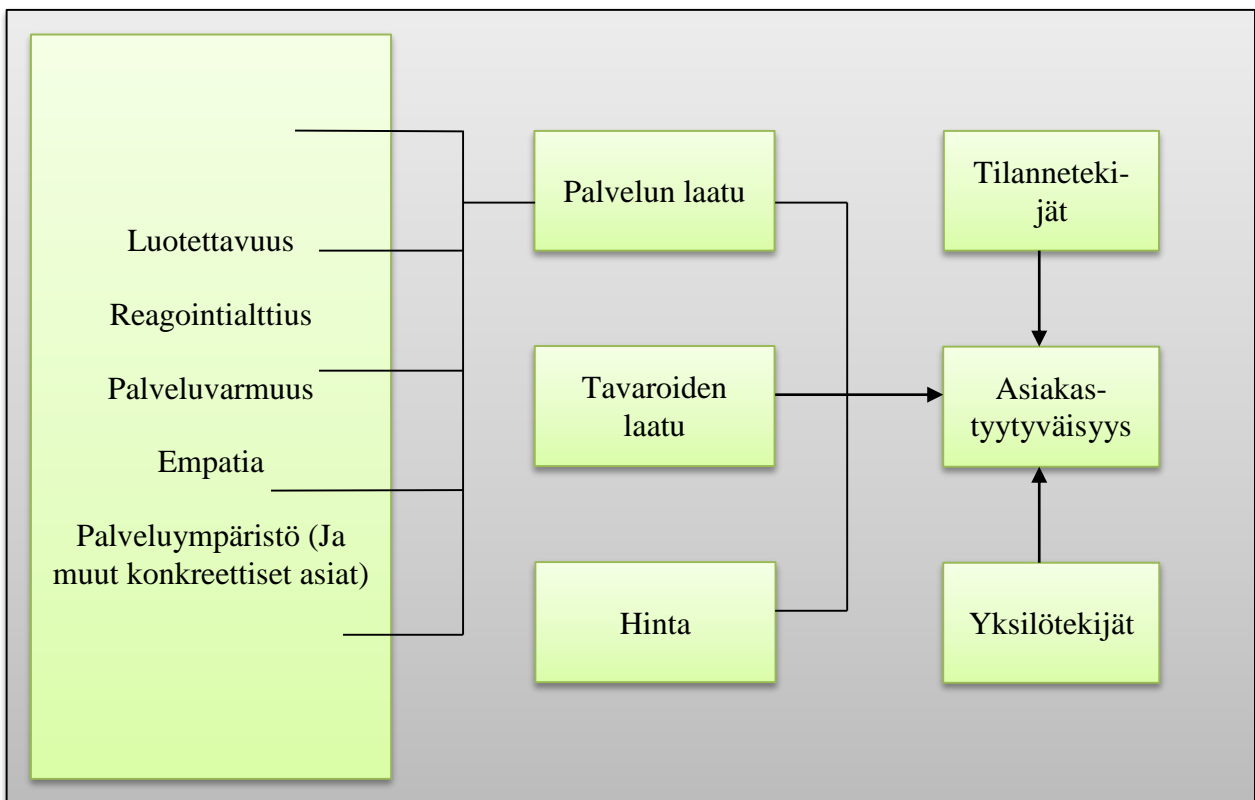 Luotettavuus
Reagointialttius
Palveluvarmuus
Empatia
Palveluympäristö (Ja
muut konkreettiset asiat)
Palvelun laatu
Tavaroiden
laatu
Hinta
Tilanneteki-
jät
Asiakas-
tyytyväisyys
Yksilötekijät